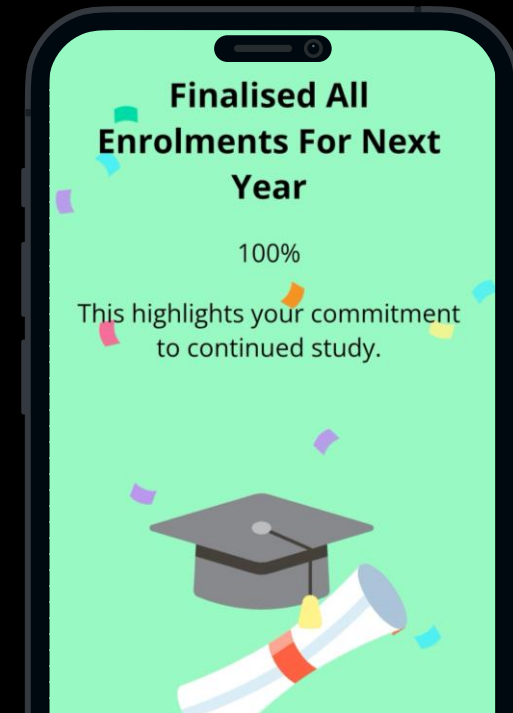 Finalised All
Enrolments For Next
Year
100%
This highlights your commitment
to continued study.